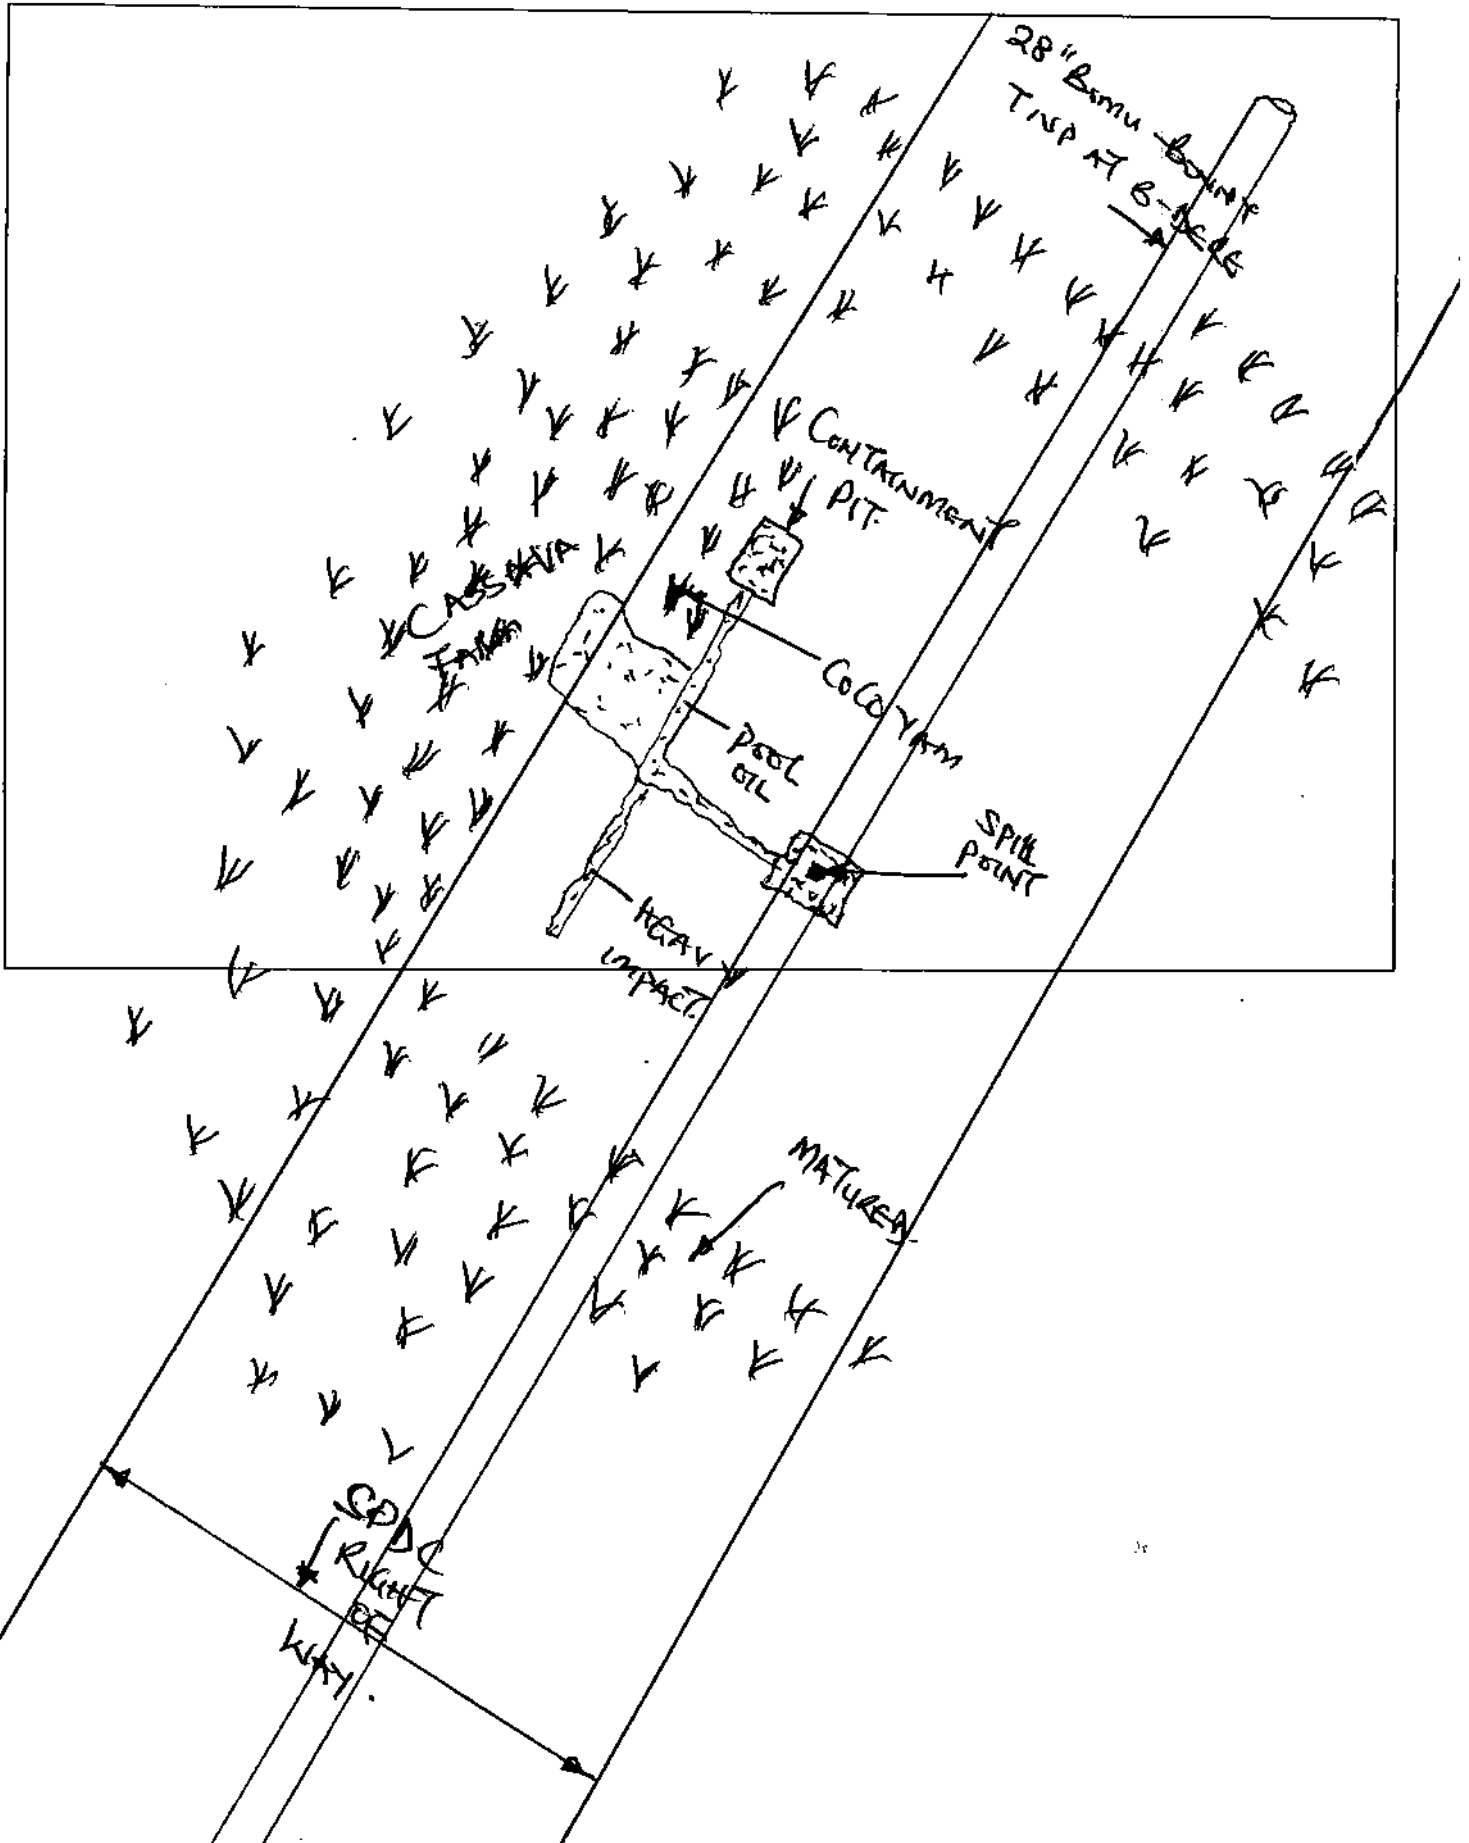 28" Bomu - Bonny
TNP AT B-DERE
CONTAINMENT
PIT.
CASSAVA
FARM
COCOYAM
POOL
OIL
SPILL
POINT
HEAVY
IMPACT.
MATURED
SPDC
RIGHT
OF
WAY.